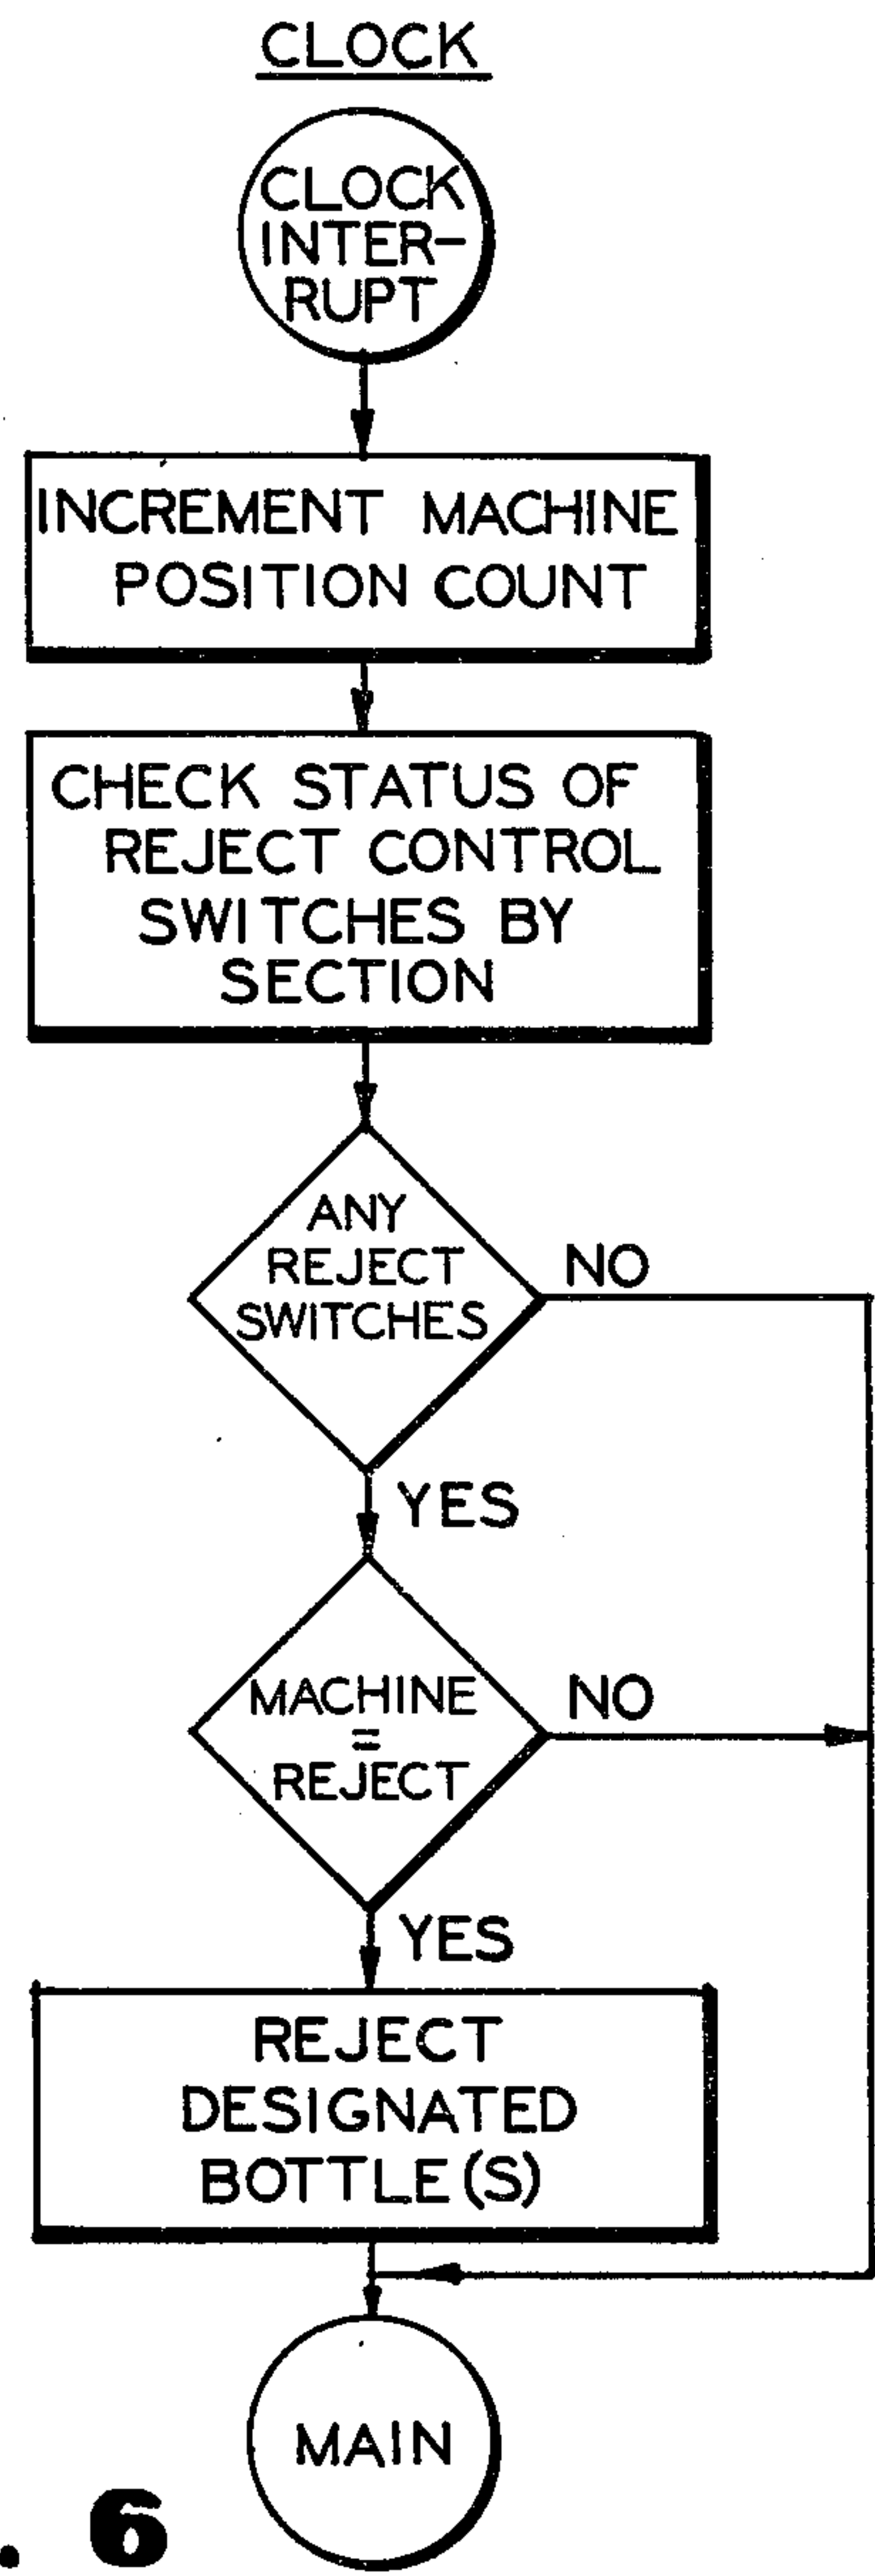 CLOCK
CLOCK
INTER-
RUPT
INCREMENT MACHINE
POSITION COUNT
CHECK STATUS OF
REJECT CONTROL
SWITCHES BY
SECTION
ANY
REJECT
SWITCHES
NO
YES
MACHINE
=
REJECT
NO
YES
REJECT
DESIGNATED
BOTTLE(S)
MAIN
. 6